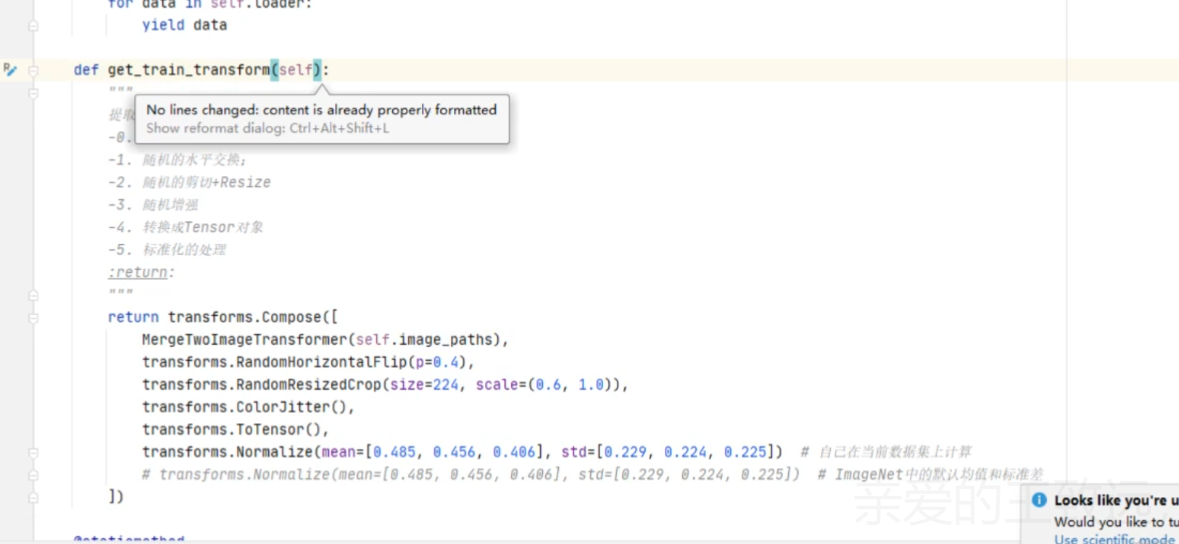 for data in self.loader:
yield data
def get_train_transform(self):
"""
No lines changed: content is already properly formatted
Show reformat dialog: Ctrl+Alt+Shift+L
提取
-0.
-1. 随机的水平交换;
-2. 随机的剪切+Resize
-3. 随机增强
-4. 转换成Tensor对象
-5. 标准化的处理
:return:
"""
return transforms.Compose([
MergeTwoImageTransformer(self.image_paths),
transforms.RandomHorizontalFlip(p=0.4),
transforms.RandomResizedCrop(size=224, scale=(0.6, 1.0)),
transforms.ColorJitter(),
transforms.ToTensor(),
transforms.Normalize(mean=[0.485, 0.456, 0.406], std=[0.229, 0.224, 0.225]) # 自己在当前数据集上计算
# transforms.Normalize(mean=[0.485, 0.456, 0.406], std=[0.229, 0.224, 0.225]) # ImageNet中的默认均值和标准差
])
亲爱的王
Looks like you're u
Would you like to tu
Use scientific mode
@staticmethod